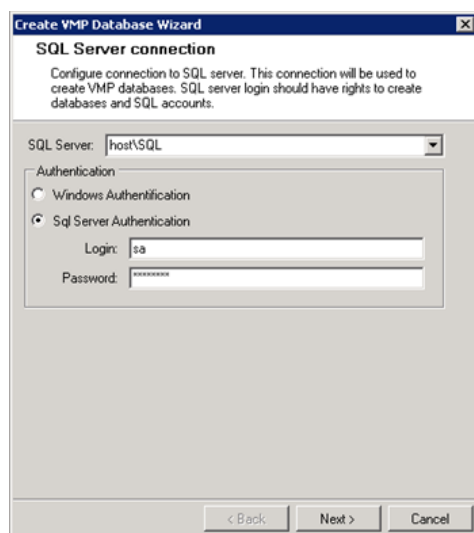 Create VMP Database Wizard
SQL Server connection
Configure connection to SQL server. This connection will be used to
create VMP databases. SQL server login should have rights to create
databases and SQL accounts.
SQL Server: host\SQL
Authentication
Windows Authentification
Sql Server Authentication
Login: sa
Password: ********
< Back Next > Cancel